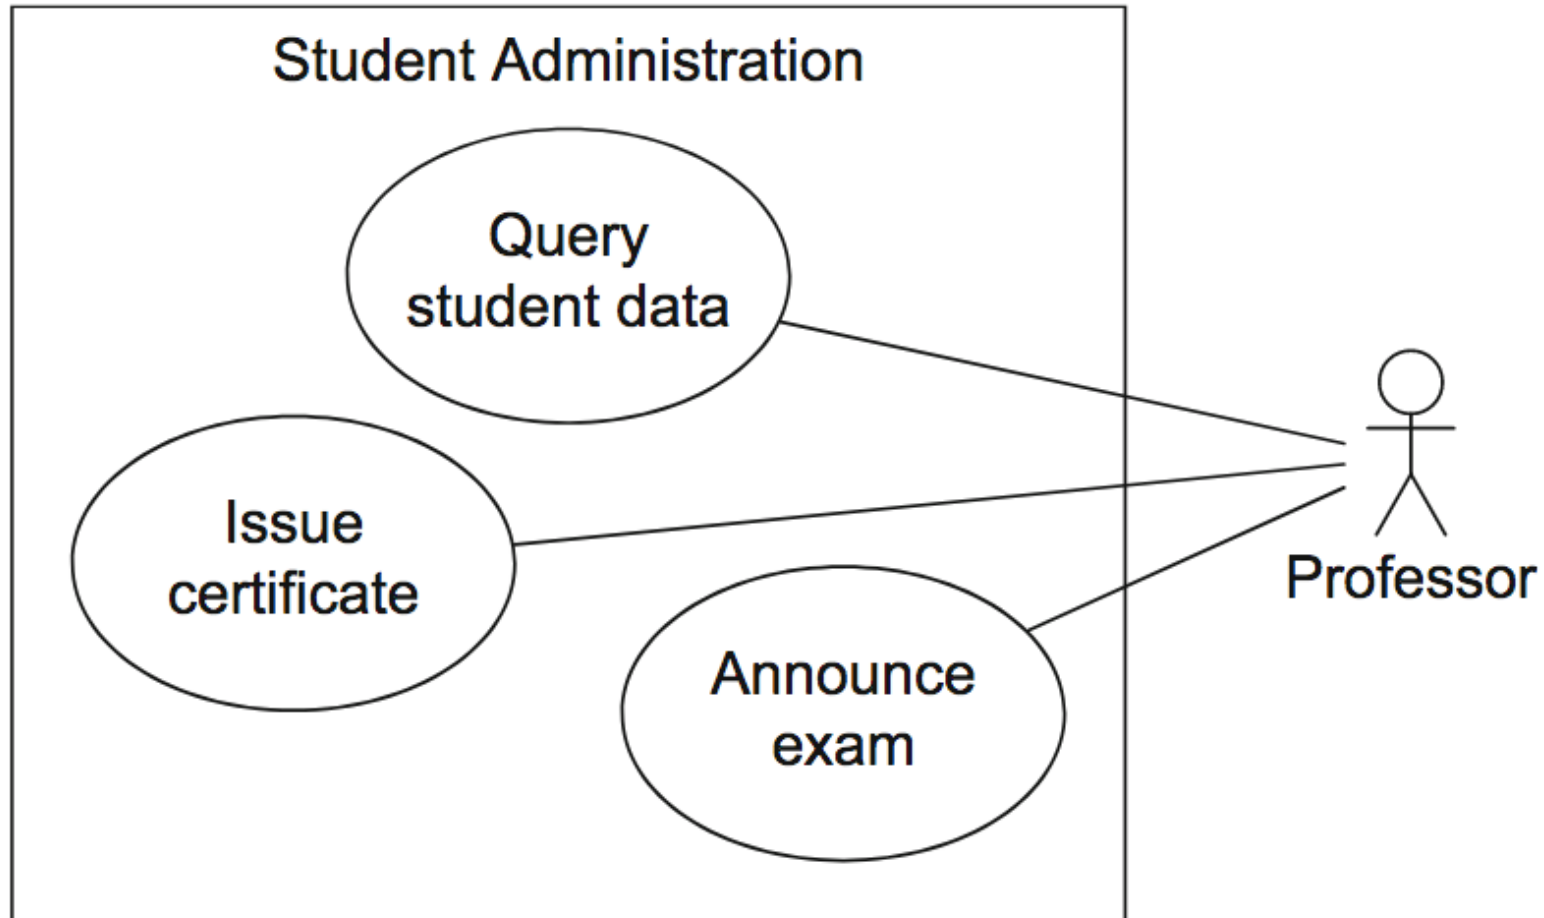 Student Administration
Query
student data
Issue
certificate
Professor
Announce
exam